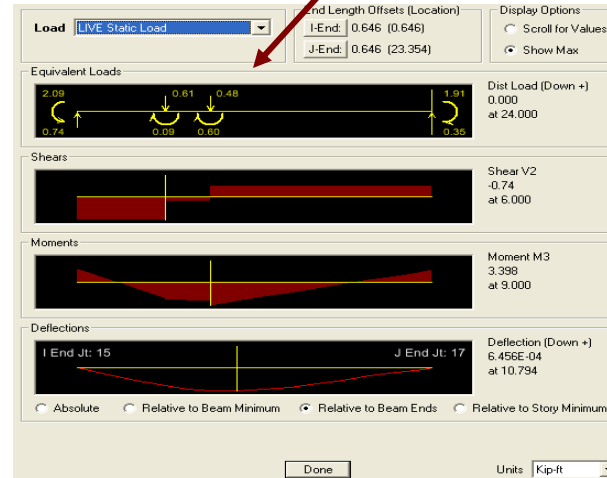 End Length Offsets (Location)
Display Options
Load LIVE Static Load
I-End: 0.646 (0.646)
Scroll for Values
J-End: 0.646 (23.354)
Show Max
Equivalent Loads
2.09 0.61 0.48 1.91
0.74 0.09 0.60 0.35
Dist Load (Down +)
0.000
at 24.000
Shears
Shear V2
-0.74
at 6.000
Moments
Moment M3
3.398
at 9.000
Deflections
I End Jt: 15
J End Jt: 17
Deflection (Down +)
6.456E-04
at 10.794
Absolute Relative to Beam Minimum Relative to Beam Ends Relative to Story Minimum
Done
Units Kip-ft